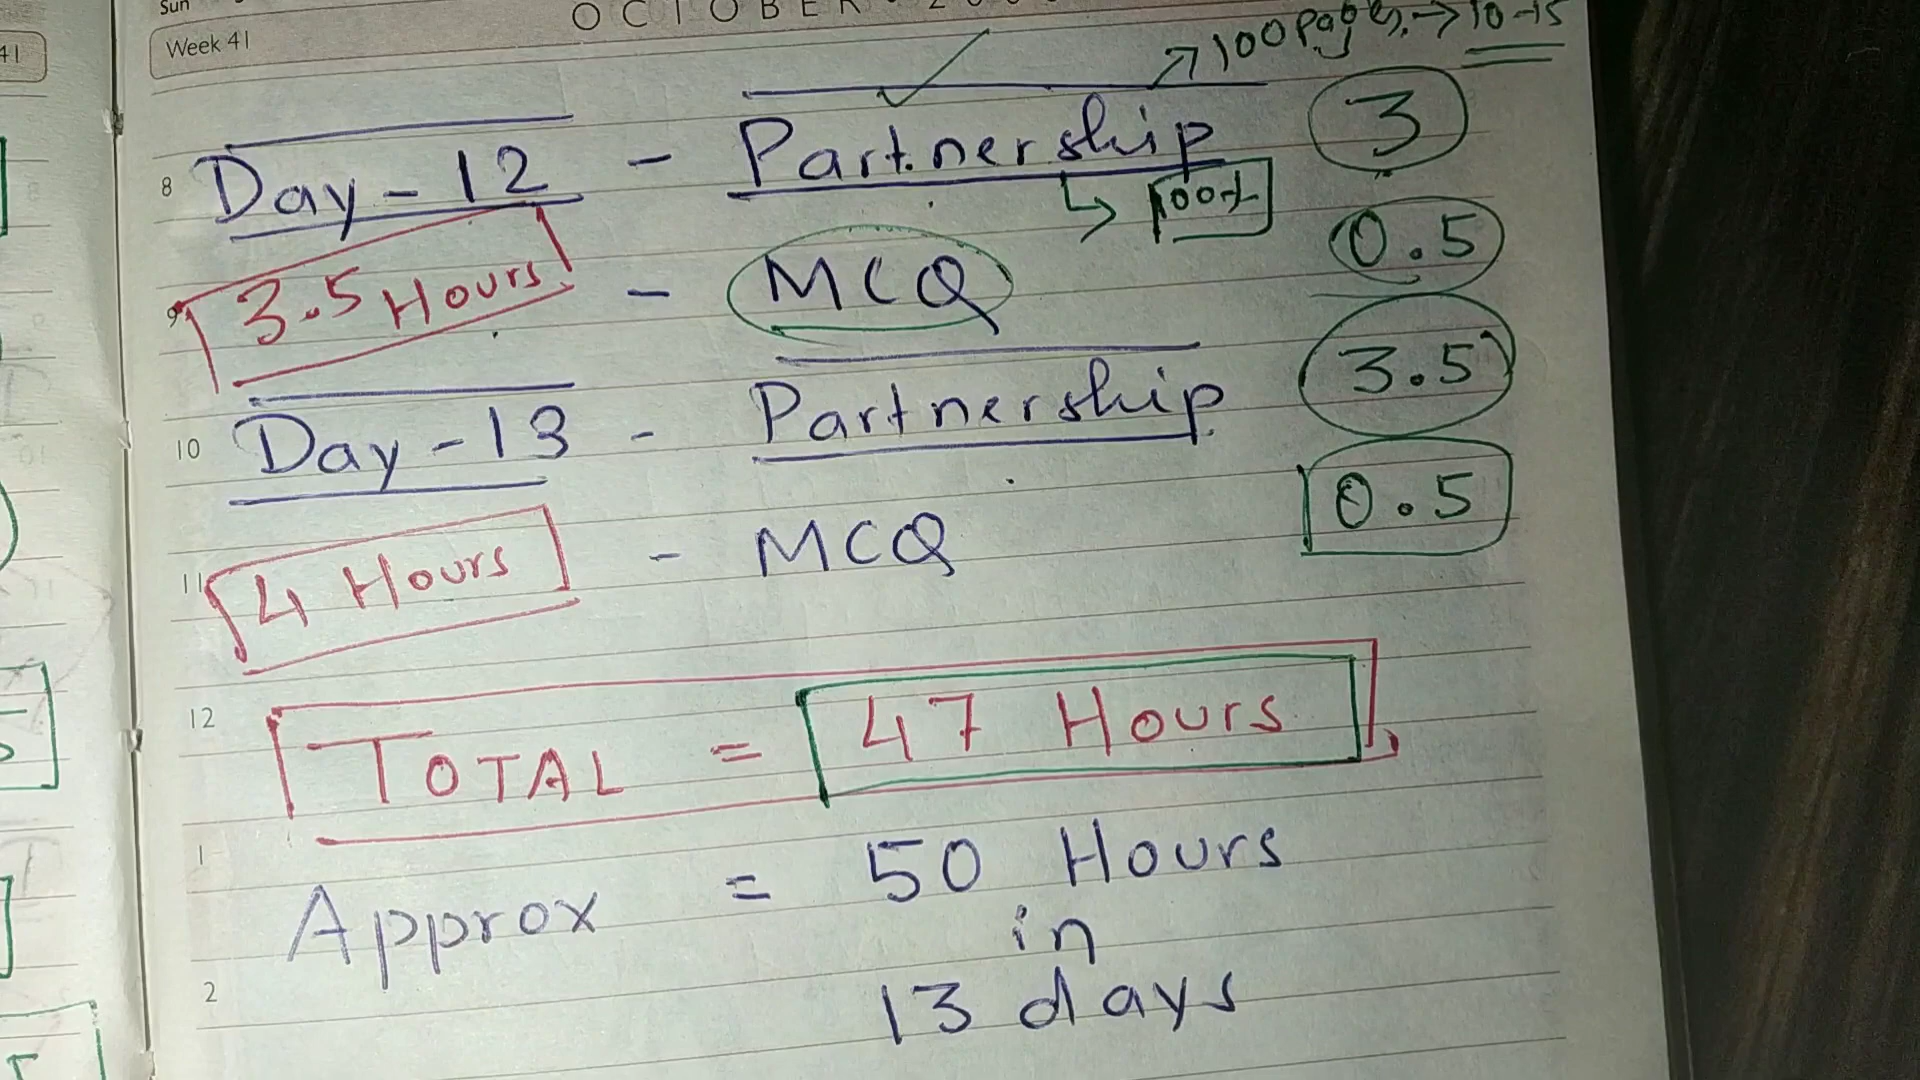 Sun
OCTOBER
41
Week 41
100 Pages. → 10-15
8 Day-12 - Partnership 3
100+
9 3.5 Hours - MCQ 0.5
10 Day-13 - Partnership 3.5
11 4 Hours - MCQ 0.5
12 TOTAL = 47 Hours
1 Approx = 50 Hours
in
2 13 days